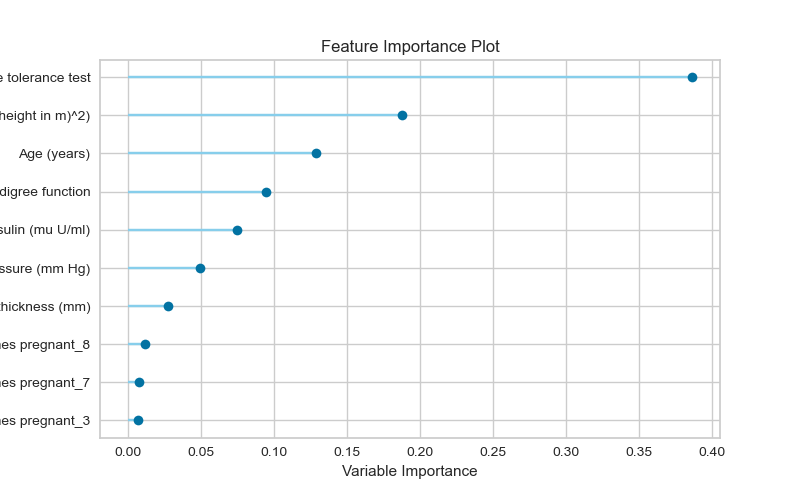 Feature Importance Plot
e tolerance test
height in m)^2)
Age (years)
digree function
sulin (mu U/ml)
ssure (mm Hg)
thickness (mm)
nes pregnant_8
nes pregnant_7
nes pregnant_3
0.00 0.05 0.10 0.15 0.20 0.25 0.30 0.35 0.40
Variable Importance